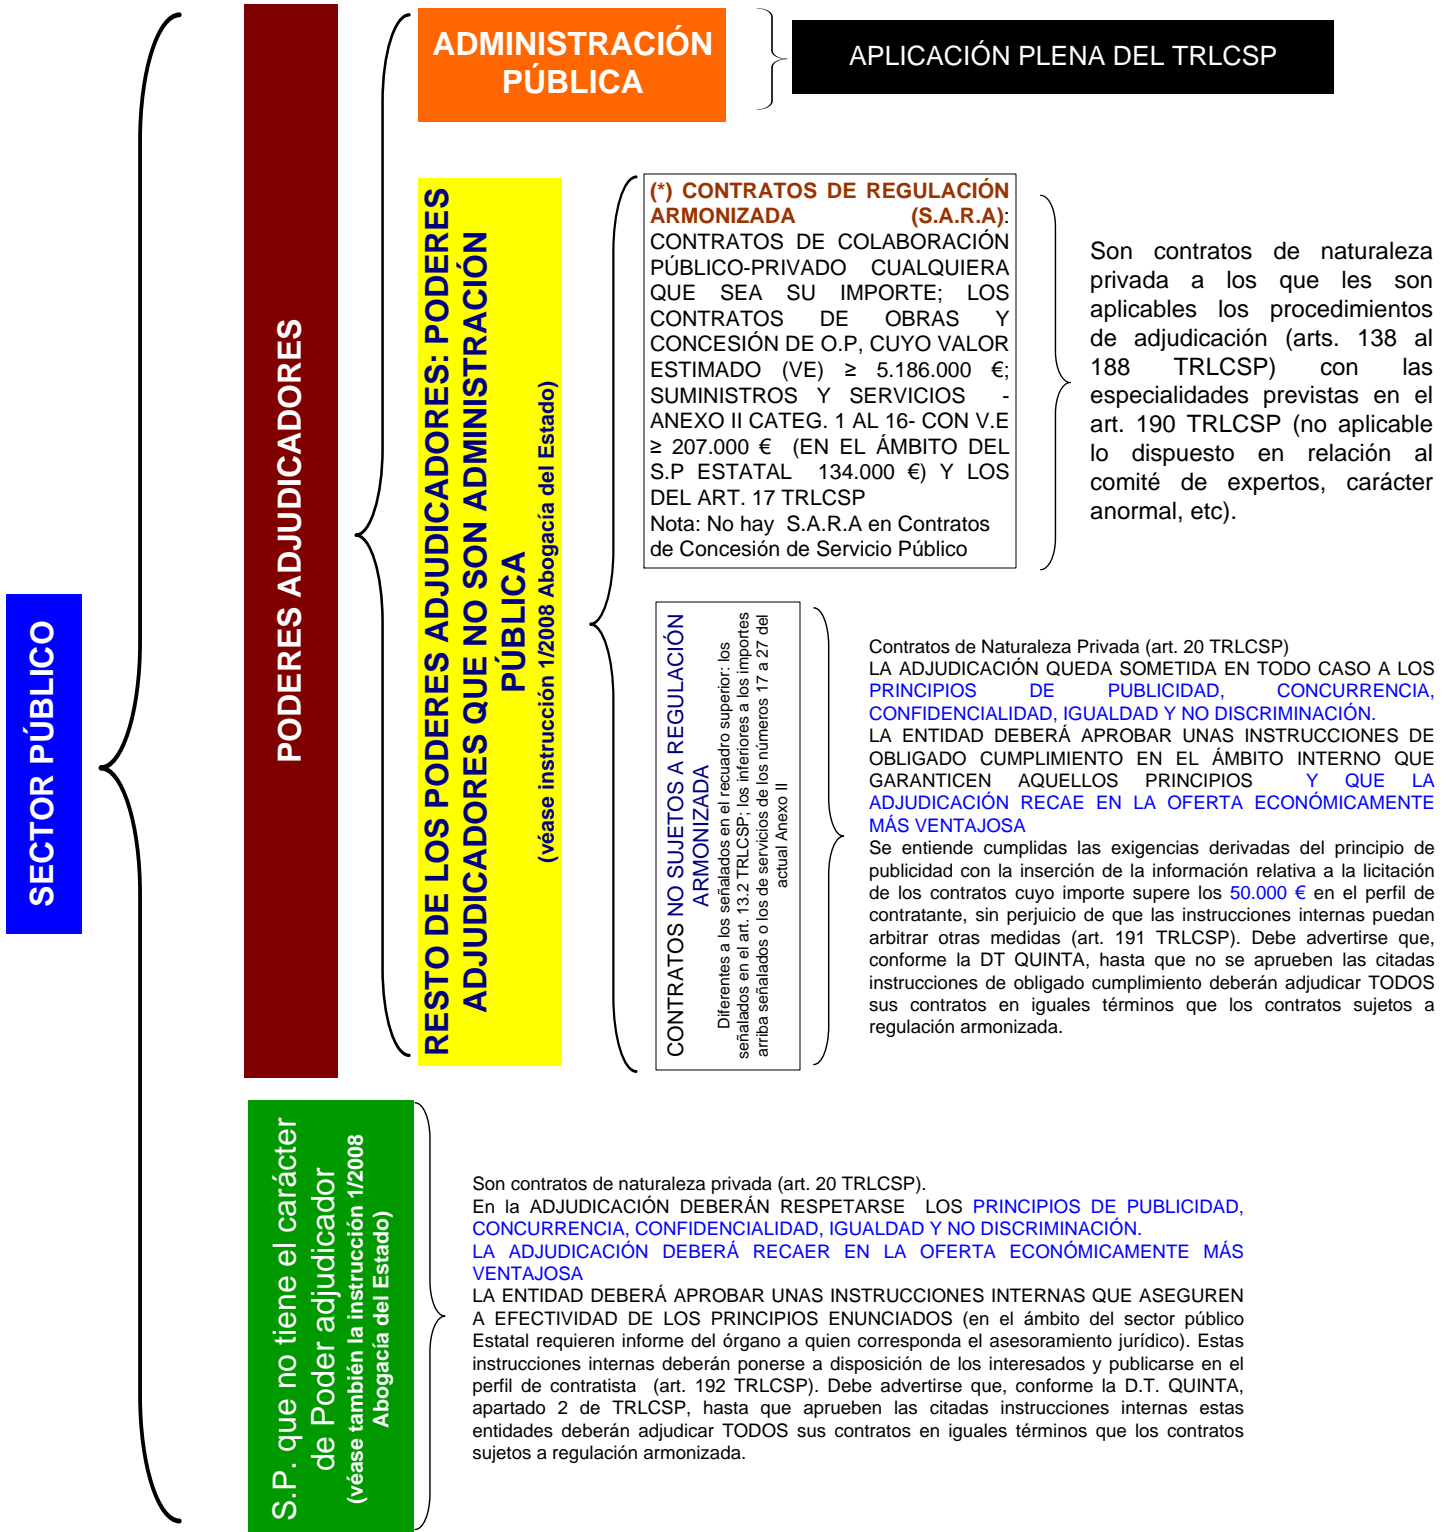 SECTOR PÚBLICO
PODERES ADJUDICADORES
ADMINISTRACIÓN
PÚBLICA
APLICACIÓN PLENA DEL TRLCSP
RESTO DE LOS PODERES ADJUDICADORES: PODERES
ADJUDICADORES QUE NO SON ADMINISTRACIÓN
PÚBLICA
(véase instrucción 1/2008 Abogacía del Estado)
(*) CONTRATOS DE REGULACIÓN
ARMONIZADA (S.A.R.A):
CONTRATOS DE COLABORACIÓN
PÚBLICO-PRIVADO CUALQUIERA
QUE SEA SU IMPORTE; LOS
CONTRATOS DE OBRAS Y
CONCESIÓN DE O.P, CUYO VALOR
ESTIMADO (VE) ≥ 5.186.000 €;
SUMINISTROS Y SERVICIOS -
ANEXO II CATEG. 1 AL 16- CON V.E
≥ 207.000 € (EN EL ÁMBITO DEL
S.P ESTATAL 134.000 €) Y LOS
DEL ART. 17 TRLCSP
Nota: No hay S.A.R.A en Contratos
de Concesión de Servicio Público
Son contratos de naturaleza
privada a los que les son
aplicables los procedimientos
de adjudicación (arts. 138 al
188 TRLCSP) con las
especialidades previstas en el
art. 190 TRLCSP (no aplicable
lo dispuesto en relación al
comité de expertos, carácter
anormal, etc).
CONTRATOS NO SUJETOS A REGULACIÓN
ARMONIZADA
Diferentes a los señalados en el recuadro superior: los
señalados en el art. 13.2 TRLCSP; los inferiores a los importes
arriba señalados o los de servicios de los números 17 a 27 del
actual Anexo II
Contratos de Naturaleza Privada (art. 20 TRLCSP)
LA ADJUDICACIÓN QUEDA SOMETIDA EN TODO CASO A LOS
PRINCIPIOS DE PUBLICIDAD, CONCURRENCIA,
CONFIDENCIALIDAD, IGUALDAD Y NO DISCRIMINACIÓN.
LA ENTIDAD DEBERÁ APROBAR UNAS INSTRUCCIONES DE
OBLIGADO CUMPLIMIENTO EN EL ÁMBITO INTERNO QUE
GARANTICEN AQUELLOS PRINCIPIOS Y QUE LA
ADJUDICACIÓN RECAE EN LA OFERTA ECONÓMICAMENTE
MÁS VENTAJOSA
Se entiende cumplidas las exigencias derivadas del principio de
publicidad con la inserción de la información relativa a la licitación
de los contratos cuyo importe supere los 50.000 € en el perfil de
contratante, sin perjuicio de que las instrucciones internas puedan
arbitrar otras medidas (art. 191 TRLCSP). Debe advertirse que,
conforme la DT QUINTA, hasta que no se aprueben las citadas
instrucciones de obligado cumplimiento deberán adjudicar TODOS
sus contratos en iguales términos que los contratos sujetos a
regulación armonizada.
S.P. que no tiene el carácter
de Poder adjudicador
(véase también la instrucción 1/2008
Abogacía del Estado)
Son contratos de naturaleza privada (art. 20 TRLCSP).
En la ADJUDICACIÓN DEBERÁN RESPETARSE LOS PRINCIPIOS DE PUBLICIDAD,
CONCURRENCIA, CONFIDENCIALIDAD, IGUALDAD Y NO DISCRIMINACIÓN.
LA ADJUDICACIÓN DEBERÁ RECAER EN LA OFERTA ECONÓMICAMENTE MÁS
VENTAJOSA
LA ENTIDAD DEBERÁ APROBAR UNAS INSTRUCCIONES INTERNAS QUE ASEGUREN
A EFECTIVIDAD DE LOS PRINCIPIOS ENUNCIADOS (en el ámbito del sector público
Estatal requieren informe del órgano a quien corresponda el asesoramiento jurídico). Estas
instrucciones internas deberán ponerse a disposición de los interesados y publicarse en el
perfil de contratista (art. 192 TRLCSP). Debe advertirse que, conforme la D.T. QUINTA,
apartado 2 de TRLCSP, hasta que aprueben las citadas instrucciones internas estas
entidades deberán adjudicar TODOS sus contratos en iguales términos que los contratos
sujetos a regulación armonizada.